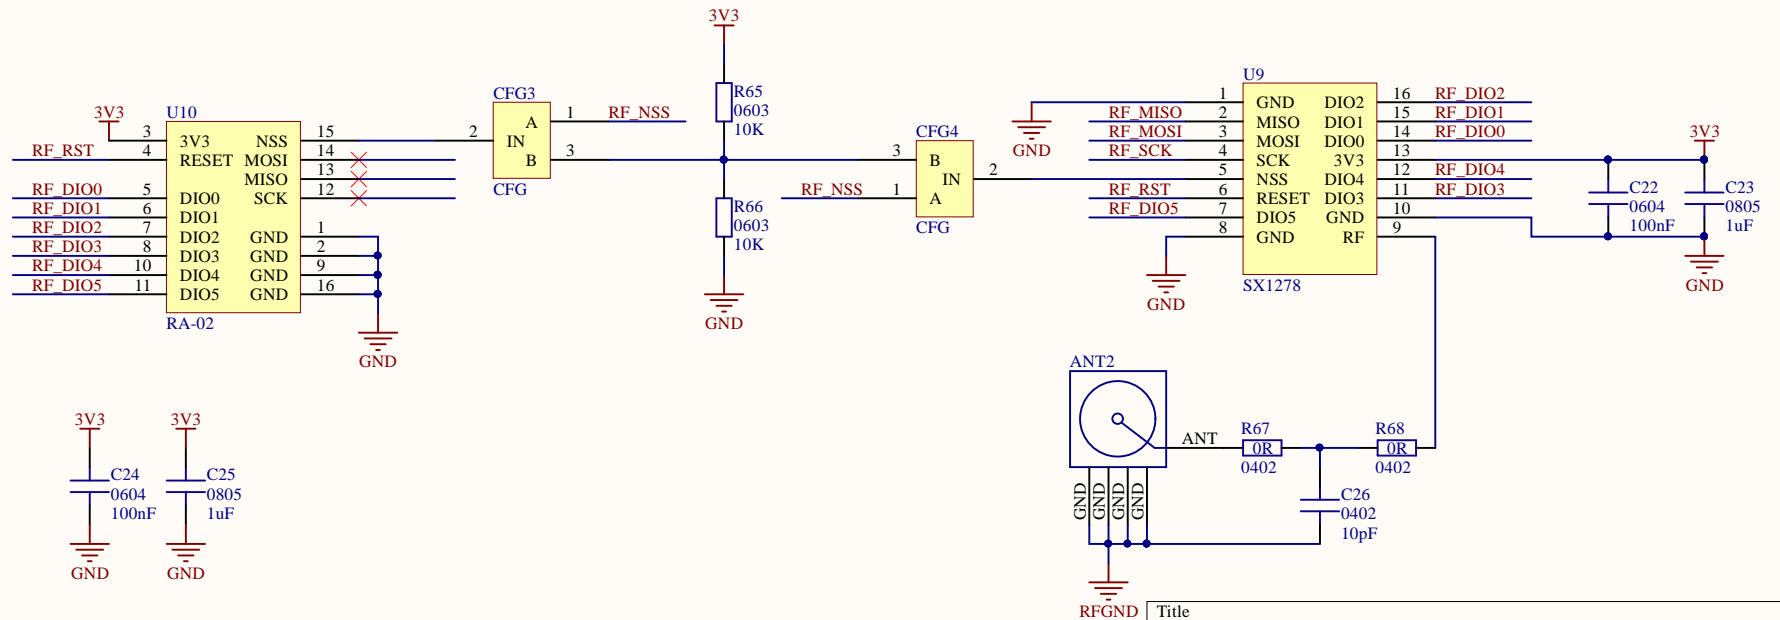 3V3
U10
3 3V3 NSS 15
RF_RST 4 RESET MOSI 14
MISO 13
RF_DIO0 5 DIO0 SCK 12
RF_DIO1 6 DIO1
RF_DIO2 7 DIO2 GND 1
RF_DIO3 8 DIO3 GND 2
RF_DIO4 10 DIO4 GND 9
RF_DIO5 11 DIO5 GND 16
RA-02
GND
CFG3
A 1 RF_NSS
2 IN
B 3
CFG
3V3
R65
0603
10K
R66
0603
10K
GND
CFG4
3 B
IN 2
RF_NSS 1 A
CFG
U9
1 GND DIO2 16 RF_DIO2
RF_MISO 2 MISO DIO1 15 RF_DIO1
RF_MOSI 3 MOSI DIO0 14 RF_DIO0
RF_SCK 4 SCK 3V3 13
5 NSS DIO4 12 RF_DIO4
RF_RST 6 RESET DIO3 11 RF_DIO3
RF_DIO5 7 DIO5 GND 10
8 GND RF 9
SX1278
GND
GND
3V3
C22
0604
100nF
C23
0805
1uF
GND
3V3
C24
0604
100nF
GND
3V3
C25
0805
1uF
GND
ANT2
ANT
GND
GND
GND
GND
R67
0R
0402
R68
0R
0402
C26
0402
10pF
RFGND
Title